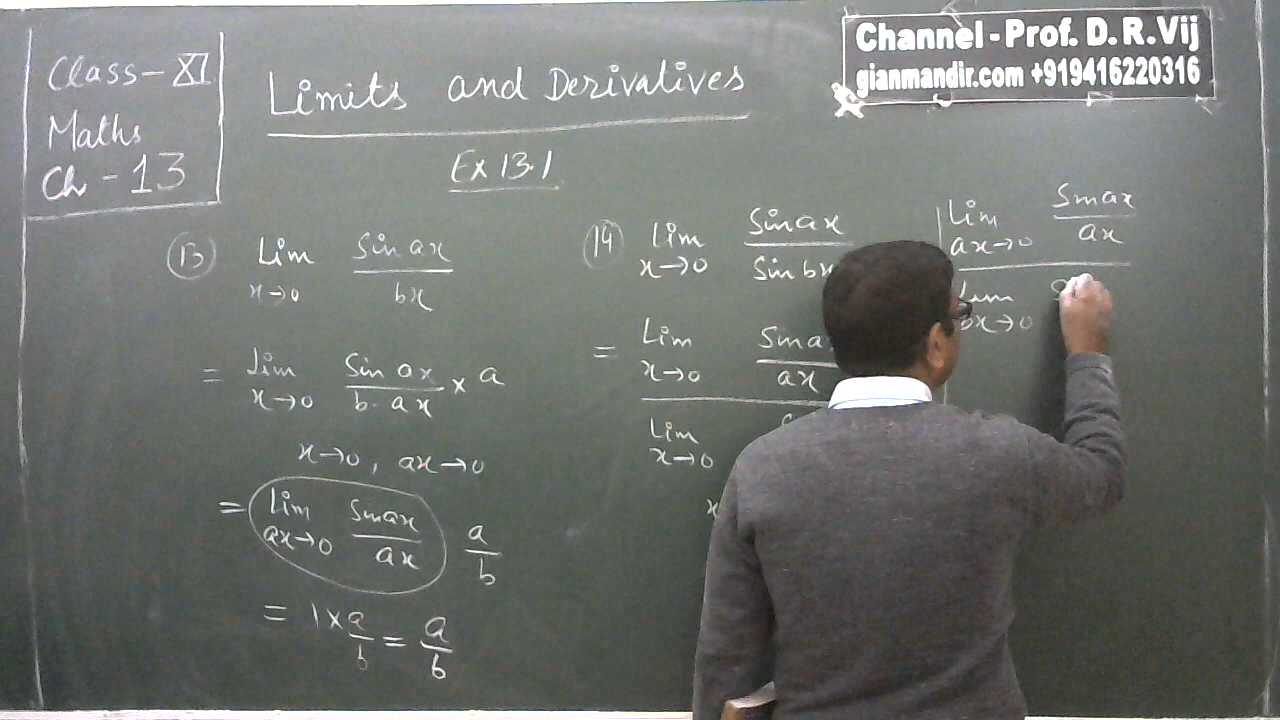 Channel - Prof. D. R. Vij
gianmandir.com +919416220316
Class - XI
Maths
Ch - 13
Limits and Derivatives
Ex 13.1
Lim x→0 Sin ax / bx
= lim x→0 Sin ax / b. ax × a
x→0, ax→0
= lim ax→0 Sin ax / ax a / b
= 1 × a / b = a / b
14 Lim x→0 Sin ax / Sin bx
= Lim x→0 Sin a / ax
Lim x→0
Lim ax→0 Sin ax / ax
Lim bx→0